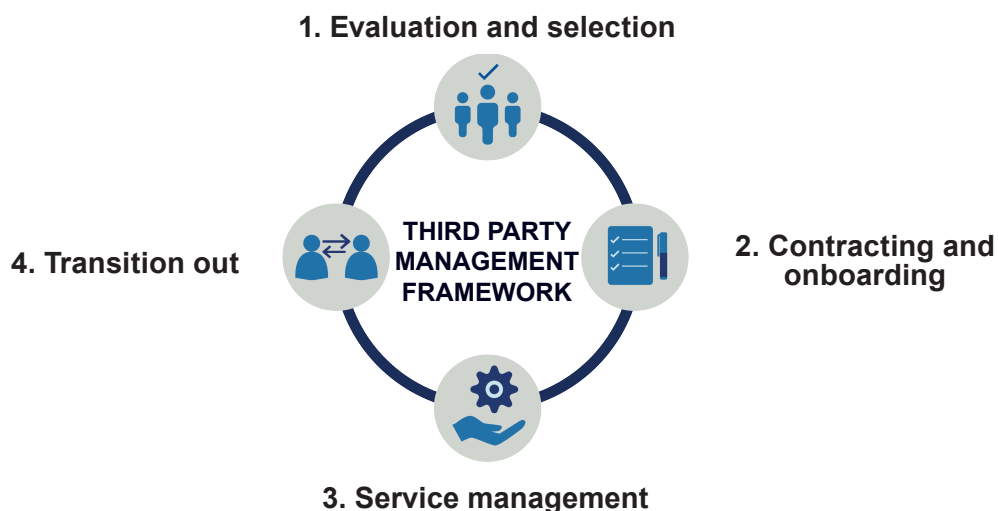 1. Evaluation and selection
THIRD PARTY
MANAGEMENT
FRAMEWORK
2. Contracting and
onboarding
3. Service management
4. Transition out